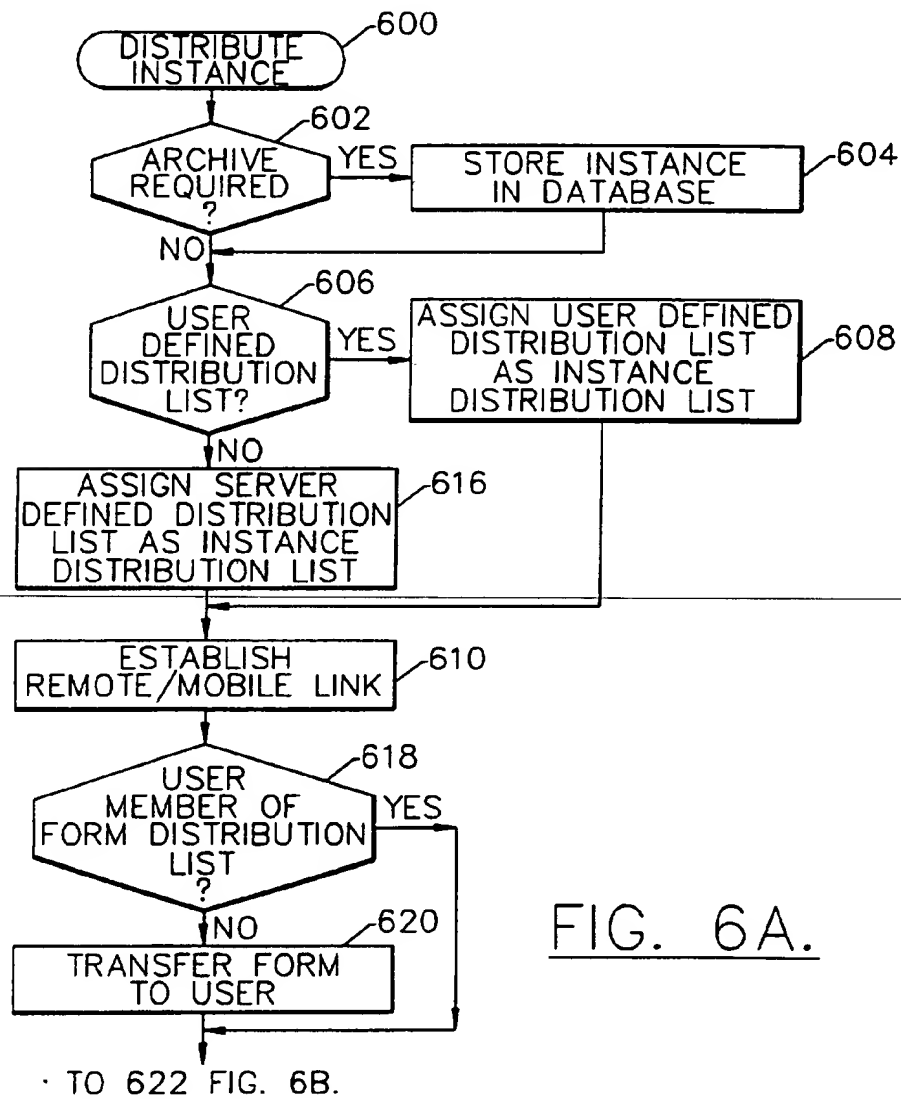 600
DISTRIBUTE
INSTANCE
602
ARCHIVE
REQUIRED
?
YES
STORE INSTANCE
IN DATABASE
604
NO
606
USER
DEFINED
DISTRIBUTION
LIST?
YES
ASSIGN USER DEFINED
DISTRIBUTION LIST
AS INSTANCE
DISTRIBUTION LIST
608
NO
ASSIGN SERVER
DEFINED DISTRIBUTION
LIST AS INSTANCE
DISTRIBUTION LIST
616
ESTABLISH
REMOTE/MOBILE LINK
610
618
USER
MEMBER OF
FORM DISTRIBUTION
LIST
?
YES
NO
620
TRANSFER FORM
TO USER
FIG. 6A.
TO 622 FIG. 6B.